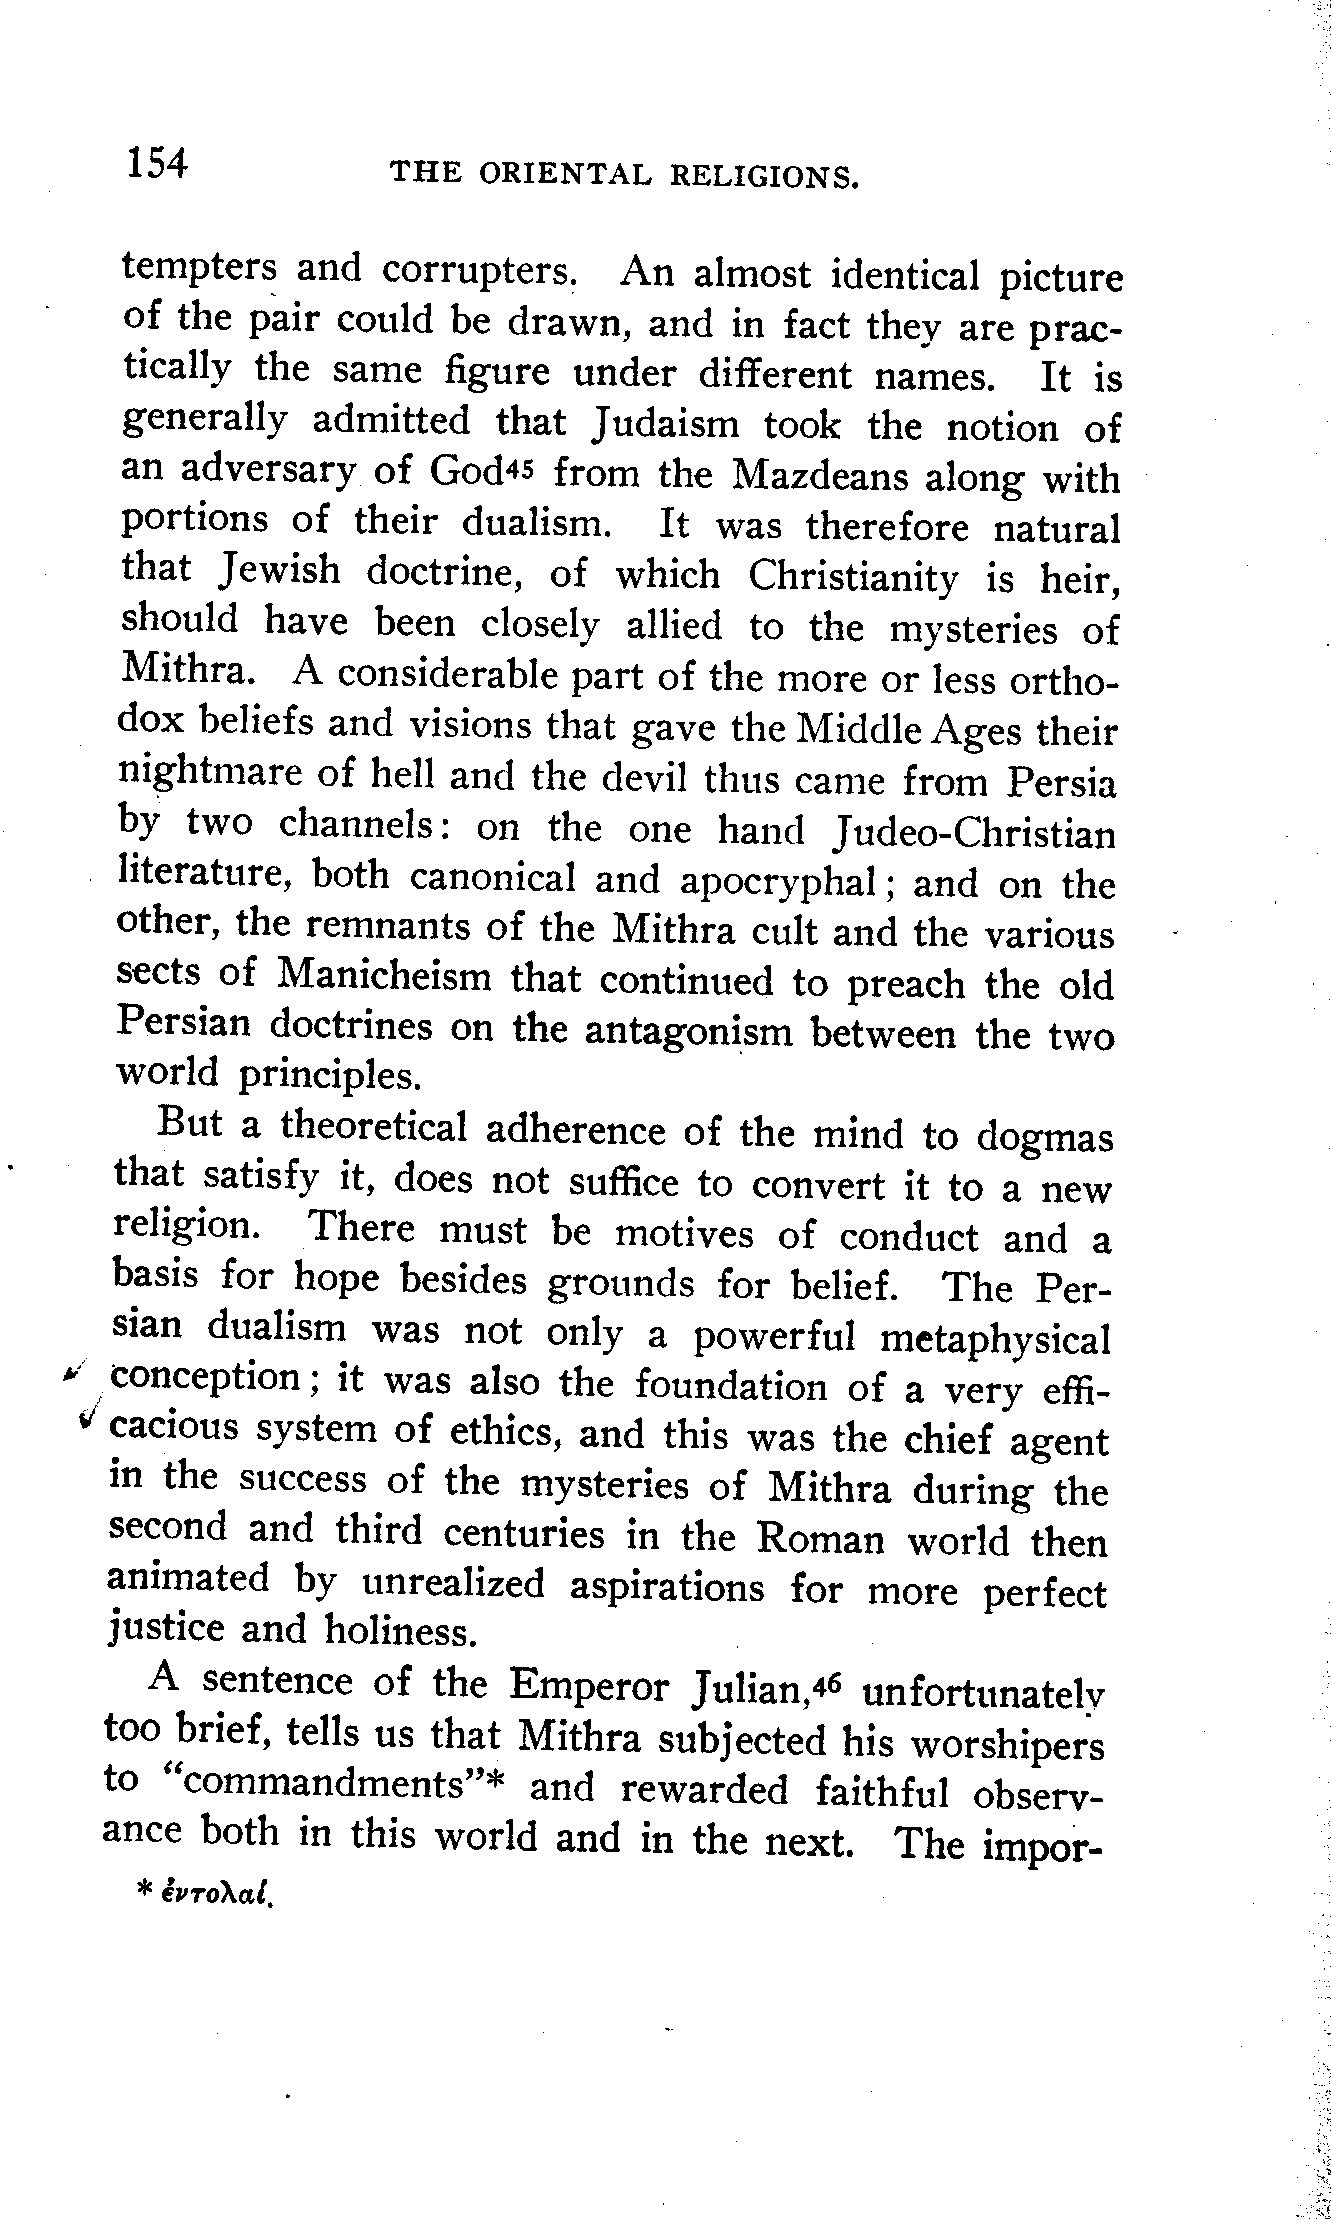 154 THE ORIENTAL RELIGIONS.
tempters and corrupters. An almost identical picture
of the pair could be drawn, and in fact they are prac-
tically the same figure under different names. It is
generally admitted that Judaism took the notion of
an adversary of God45 from the Mazdeans along with
portions of their dualism. It was therefore natural
that Jewish doctrine, of which Christianity is heir,
should have been closely allied to the mysteries of
Mithra. A considerable part of the more or less ortho-
dox beliefs and visions that gave the Middle Ages their
nightmare of hell and the devil thus came from Persia
by two channels: on the one hand Judeo-Christian
literature, both canonical and apocryphal; and on the
other, the remnants of the Mithra cult and the various
sects of Manicheism that continued to preach the old
Persian doctrines on the antagonism between the two
world principles.
But a theoretical adherence of the mind to dogmas
that satisfy it, does not suffice to convert it to a new
religion. There must be motives of conduct and a
basis for hope besides grounds for belief. The Per-
sian dualism was not only a powerful metaphysical
conception; it was also the foundation of a very effi-
cacious system of ethics, and this was the chief agent
in the success of the mysteries of Mithra during the
second and third centuries in the Roman world then
animated by unrealized aspirations for more perfect
justice and holiness.
A sentence of the Emperor Julian,46 unfortunately
too brief, tells us that Mithra subjected his worshipers
to "commandments"* and rewarded faithful observ-
ance both in this world and in the next. The impor-
* ἐντολαί.